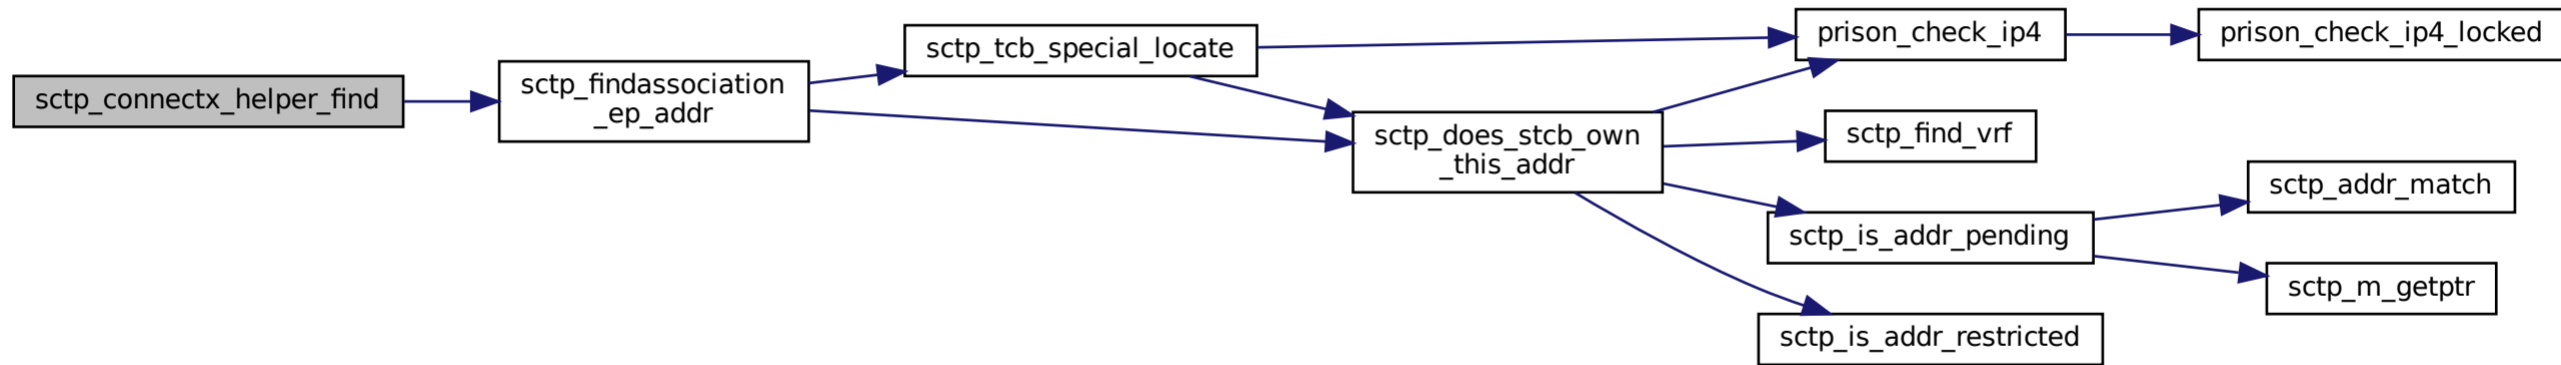 sctp_connectx_helper_find
sctp_findassociation
_ep_addr
sctp_tcb_special_locate
sctp_does_stcb_own
_this_addr
prison_check_ip4
prison_check_ip4_locked
sctp_find_vrf
sctp_is_addr_pending
sctp_addr_match
sctp_m_getptr
sctp_is_addr_restricted